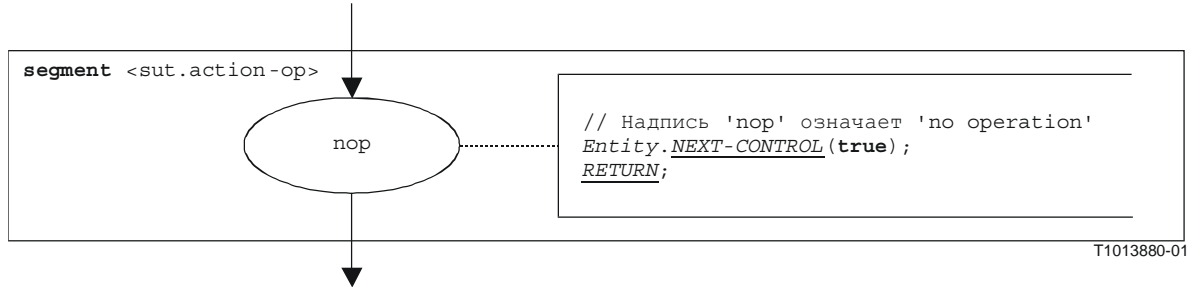 segment <sut.action-op>
nop
// Надпись 'nop' означает 'no operation'
Entity.NEXT-CONTROL(true);
RETURN;
T1013880-01